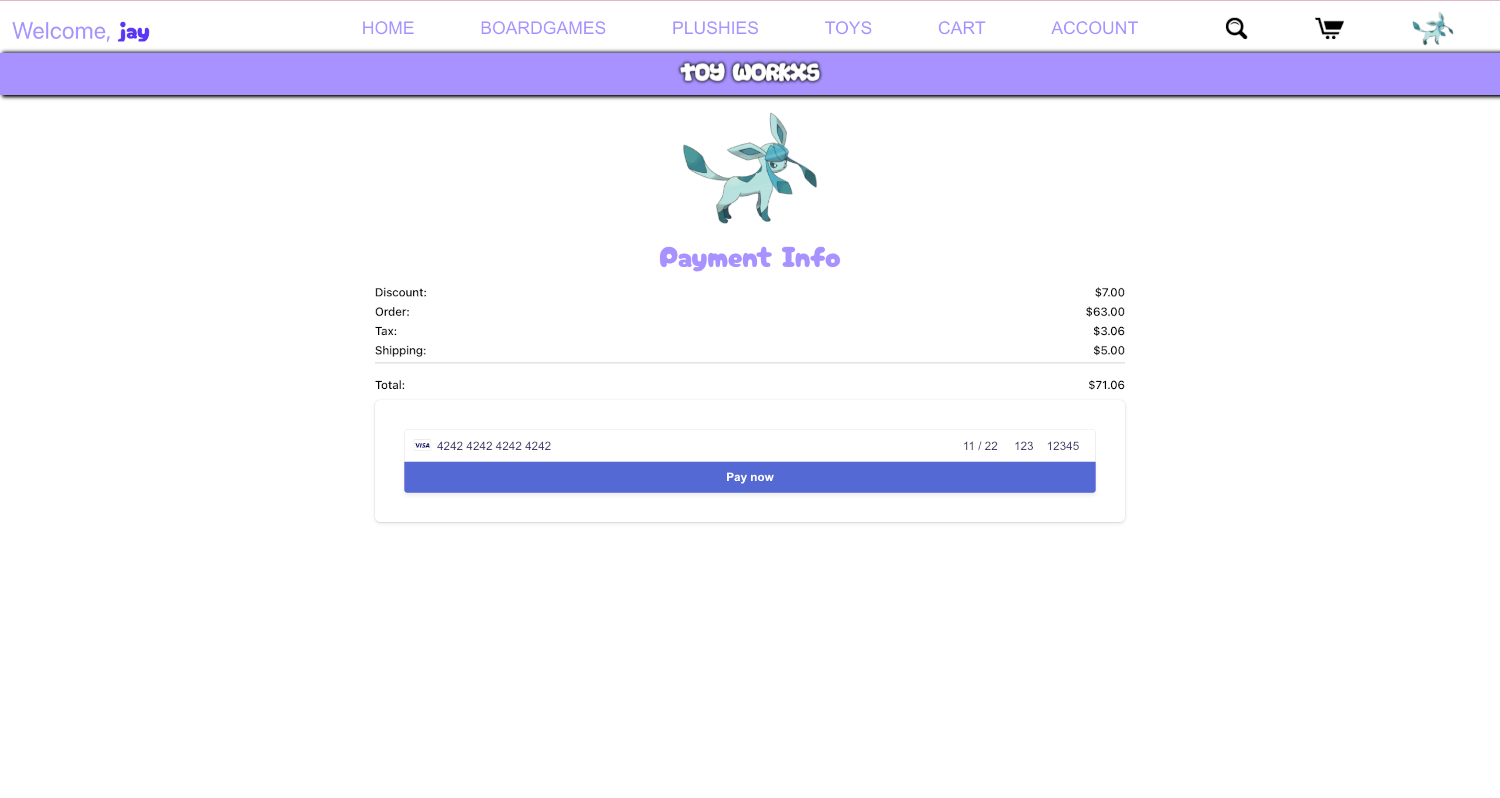 Welcome, jay HOME BOARDGAMES PLUSHIES TOYS CART ACCOUNT
TOY WORKXS
Payment Info
Discount: $7.00
Order: $63.00
Tax: $3.06
Shipping: $5.00
Total: $71.06
VISA 4242 4242 4242 4242 11 / 22 123 12345
Pay now